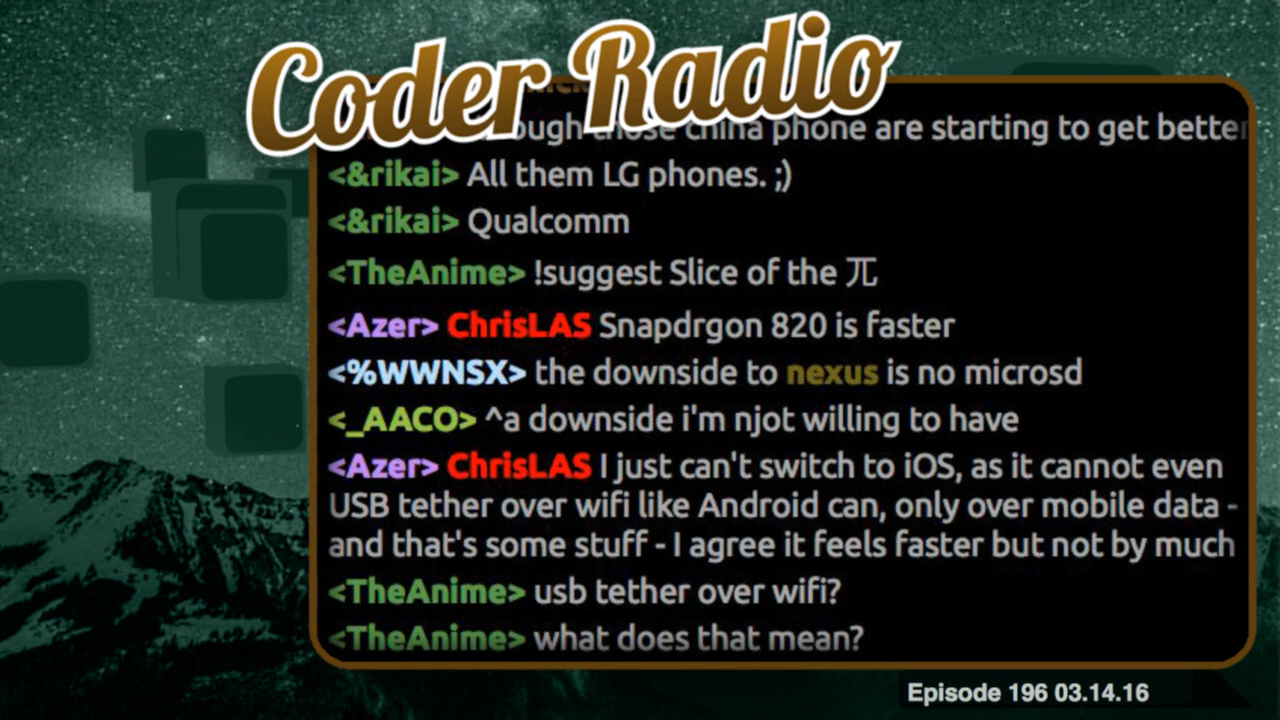 Coder Radio
ough those china phone are starting to get better
<&rikai> All them LG phones. ;)
<&rikai> Qualcomm
<TheAnime> !suggest Slice of the 兀
<Azer> ChrisLAS Snapdrgon 820 is faster
<%WWNSX> the downside to nexus is no microsd
<_AACO> ^a downside i'm njot willing to have
<Azer> ChrisLAS I just can't switch to iOS, as it cannot even
USB tether over wifi like Android can, only over mobile data -
and that's some stuff - I agree it feels faster but not by much
<TheAnime> usb tether over wifi?
<TheAnime> what does that mean?
Episode 196 03.14.16